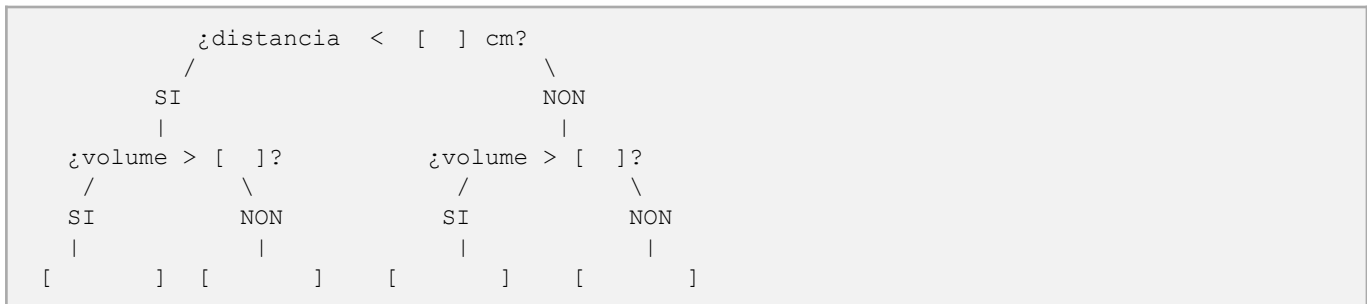 ¿distancia < [ ] cm?
/ \
SI NON
| |
¿volume > [ ]? ¿volume > [ ]?
/ \ / \
SI NON SI NON
| | | |
[ ] [ ] [ ] [ ]